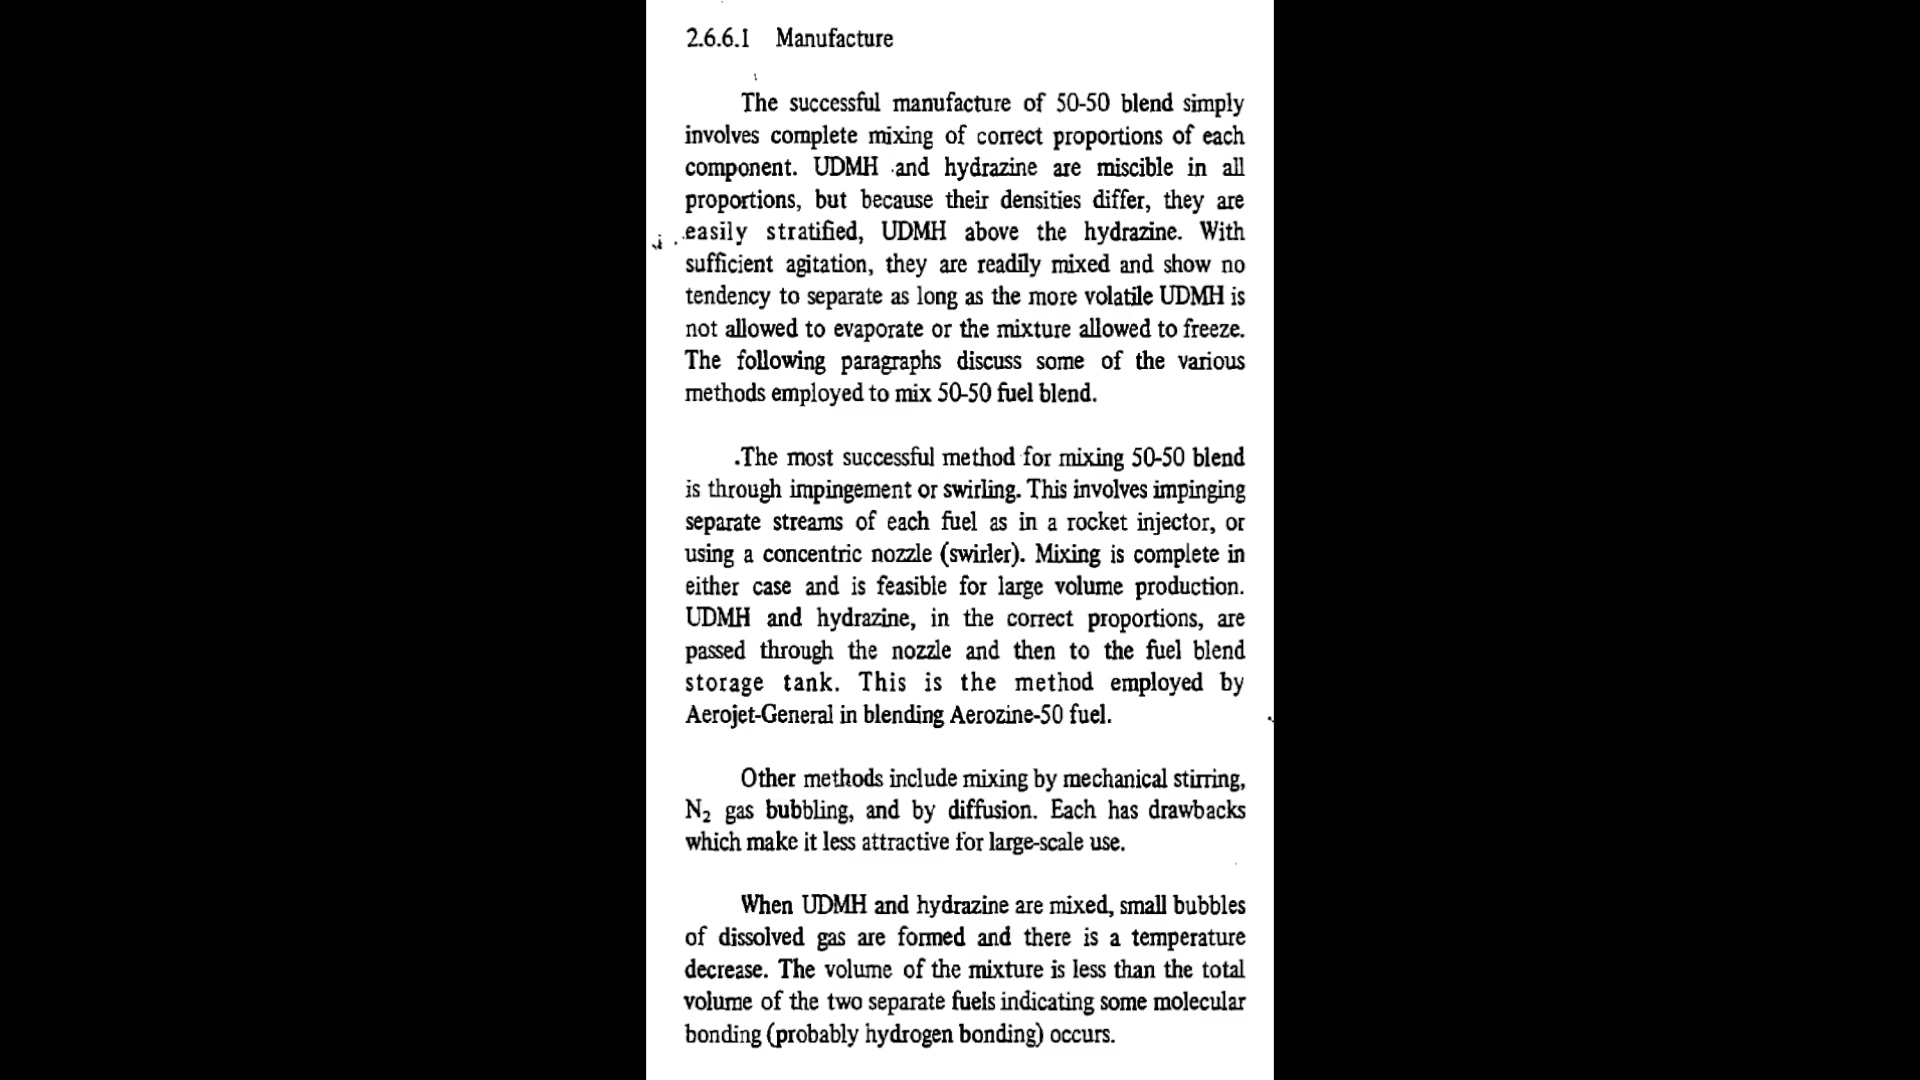 2.6.6.1 Manufacture
The successful manufacture of 50-50 blend simply
involves complete mixing of correct proportions of each
component. UDMH and hydrazine are miscible in all
proportions, but because their densities differ, they are
easily stratified, UDMH above the hydrazine. With
sufficient agitation, they are readily mixed and show no
tendency to separate as long as the more volatile UDMH is
not allowed to evaporate or the mixture allowed to freeze.
The following paragraphs discuss some of the various
methods employed to mix 50-50 fuel blend.
The most successful method for mixing 50-50 blend
is through impingement or swirling. This involves impinging
separate streams of each fuel as in a rocket injector, or
using a concentric nozzle (swirler). Mixing is complete in
either case and is feasible for large volume production.
UDMH and hydrazine, in the correct proportions, are
passed through the nozzle and then to the fuel blend
storage tank. This is the method employed by
Aerojet-General in blending Aerozine-50 fuel.
Other methods include mixing by mechanical stirring,
N₂ gas bubbling, and by diffusion. Each has drawbacks
which make it less attractive for large-scale use.
When UDMH and hydrazine are mixed, small bubbles
of dissolved gas are formed and there is a temperature
decrease. The volume of the mixture is less than the total
volume of the two separate fuels indicating some molecular
bonding (probably hydrogen bonding) occurs.